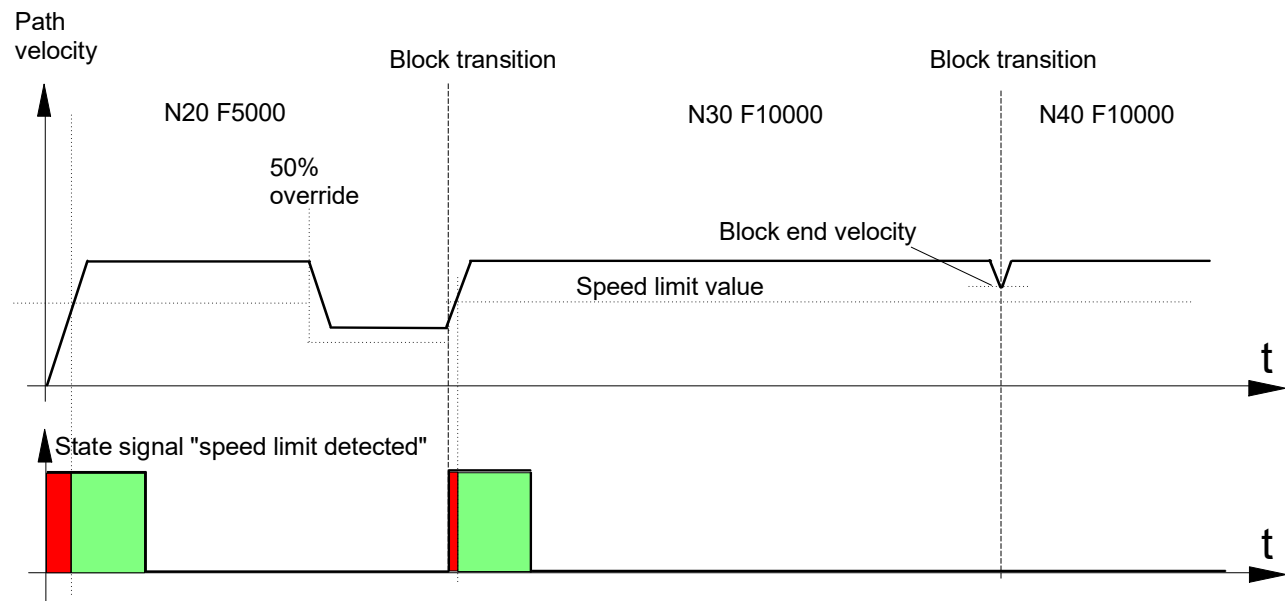 Path
velocity
Block transition
Block transition
N20 F5000
N30 F10000
N40 F10000
50%
override
Block end velocity
Speed limit value
t
State signal "speed limit detected"
t